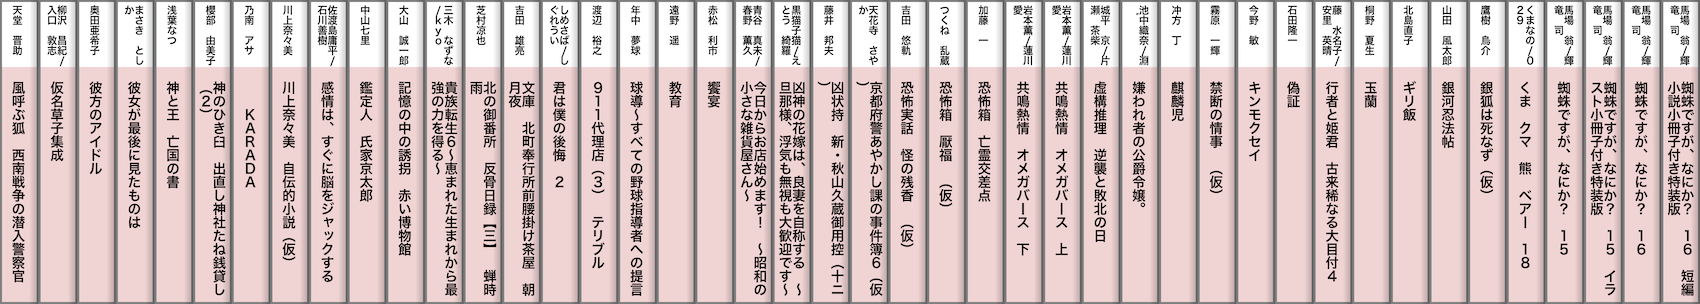 馬場 翁/輝
竜 司
蜘蛛ですが、なにか? 16 短編
小説小冊子付き特装版
馬場 翁/輝
竜 司
蜘蛛ですが、なにか? 16
馬場 翁/輝
竜 司
蜘蛛ですが、なにか? 15 イラ
スト小冊子付き特装版
馬場 翁/輝
竜 司
蜘蛛ですが、なにか? 15
くまなの/0
29
くま クマ 熊 ベアー 18
鷹樹 烏介
銀狐は死なず(仮)
山田 風太郎
銀河忍法帖
北島直子
ギリ飯
桐野 夏生
玉蘭
藤 水名子/
安里 英晴
行者と姫君 古来稀なる大目付4
石田隆一
偽証
今野 敏
キンモクセイ
霧原 一輝
禁断の情事 (仮)
冲方 丁
麒麟児
池中織奈/淵
嫌われ者の公爵令嬢。
城平 京/片
瀬 茶柴
虚構推理 逆襲と敗北の日
岩本薫/蓮川
愛
共鳴熱情 オメガバース 上
岩本薫/蓮川
愛
共鳴熱情 オメガバース 下
加藤 一
恐怖箱 亡霊交差点
つくね 乱蔵
恐怖箱 厭福 (仮)
吉田 悠軌
恐怖実話 怪の残香 (仮)
天花寺 さや
か
京都府警あやかし課の事件簿6(仮
)
藤井 邦夫
凶状持 新・秋山久蔵御用控(十二
)
黒猫子猫/え
とう 綺羅
凶神の花嫁は、良妻を自称する ~
旦那様、浮気も無視も大歓迎です~
青谷 真未/
春野 薫久
今日からお店始めます! ~昭和の
小さな雑貨屋さん~
赤松 利市
饗宴
遠野 遥
教育
年中 夢球
球導~すべての野球指導者への提言
渡辺 裕之
911代理店(3) テリブル
しめさば/し
ぐれうい
君は僕の後悔 2
吉田 雄亮
文庫 北町奉行所前腰掛け茶屋 朝
月夜
芝村凉也
北の御番所 反骨日録【三】 蝉時
雨
三木 なずな
/kyo
貴族転生6~恵まれた生まれから最
強の力を得る~
大山 誠一郎
記憶の中の誘拐 赤い博物館
中山七里
鑑定人 氏家京太郎
佐渡島庸平/
石川善樹
感情は、すぐに脳をジャックする
川上奈々美
川上奈々美 自伝的小説(仮)
乃南 アサ
KARADA
櫻部 由美子
神のひき臼 出直し神社たね銭貸し
(2)
浅葉なつ
神と王 亡国の書
まさき とし
か
彼女が最後に見たものは
奥田亜希子
彼方のアイドル
柳沢 昌紀/
入口 敦志
仮名草子集成
天堂 晋助
風呼ぶ狐 西南戦争の潜入警察官